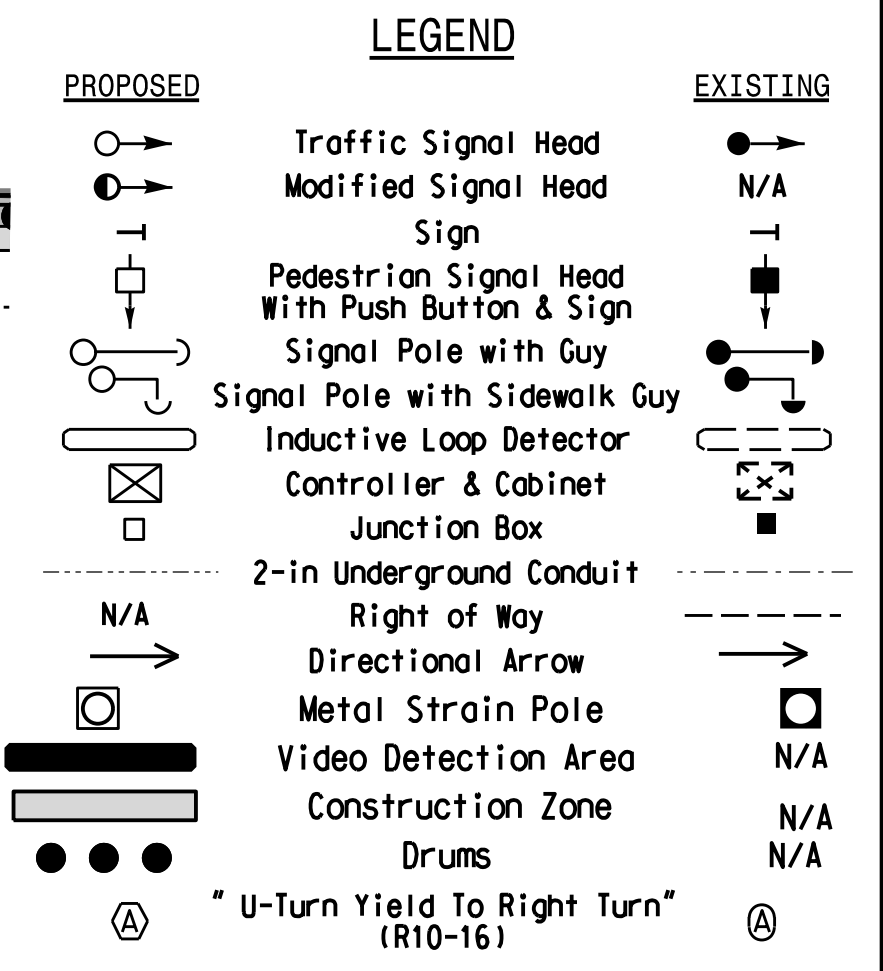 LEGEND
PROPOSED EXISTING
Traffic Signal Head
Modified Signal Head N/A
Sign
Pedestrian Signal Head
With Push Button & Sign
Signal Pole with Guy
Signal Pole with Sidewalk Guy
Inductive Loop Detector
Controller & Cabinet
Junction Box
2-in Underground Conduit
N/A Right of Way
Directional Arrow
Metal Strain Pole
Video Detection Area N/A
Construction Zone N/A
Drums N/A
" U-Turn Yield To Right Turn"
A (R10-16) A